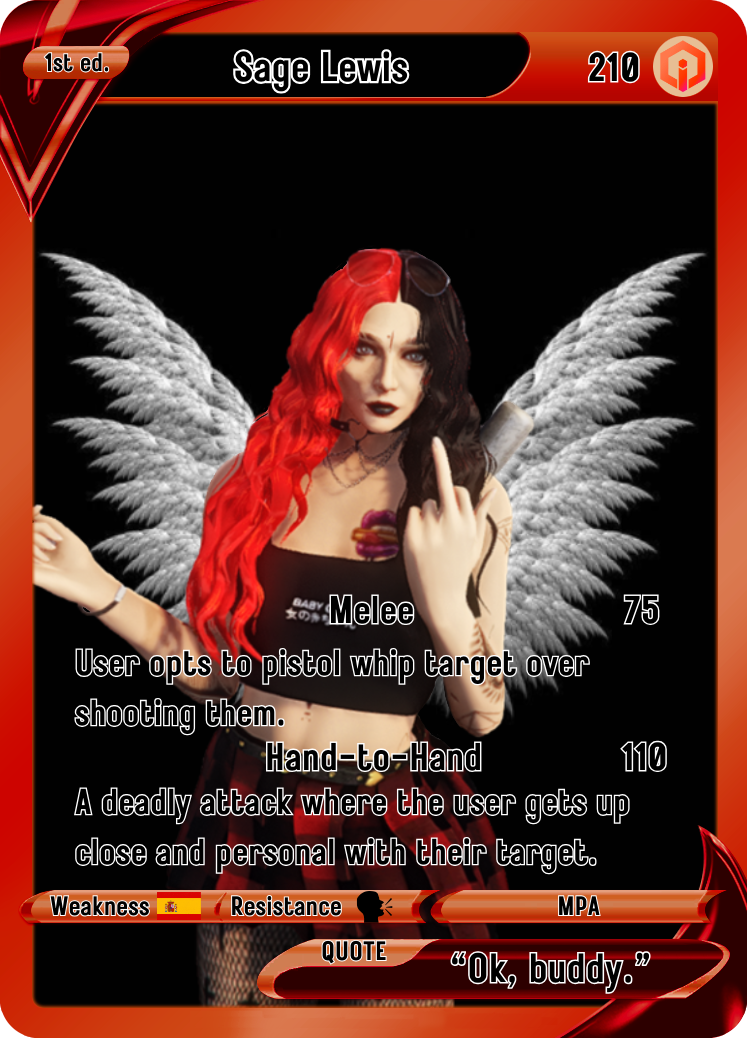 1st ed.
Sage Lewis
210
BABY
Melee 75
User opts to pistol whip target over
shooting them.
Hand-to-Hand 110
A deadly attack where the user gets up
close and personal with their target.
Weakness Resistance MPA
QUOTE
“Ok, buddy.”